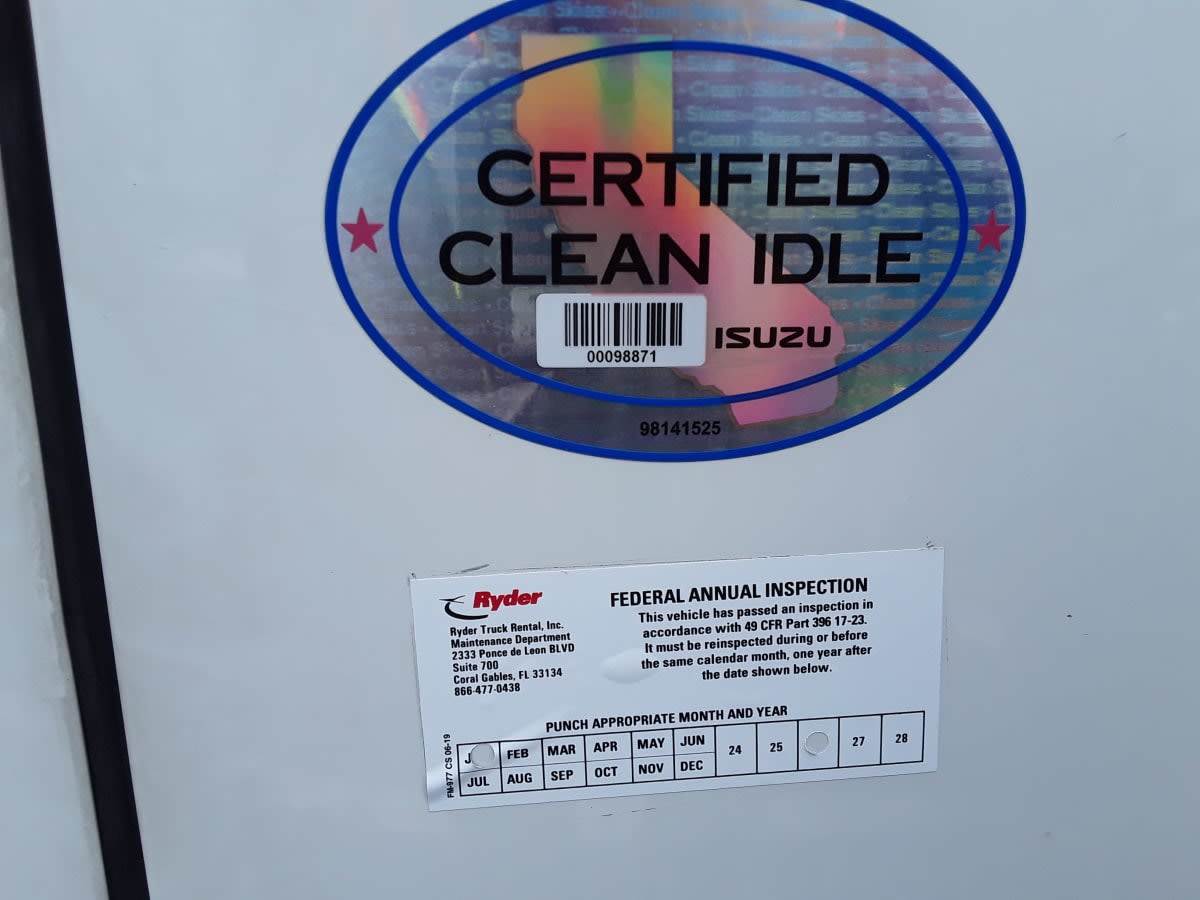 CERTIFIED
CLEAN IDLE
00098871
ISUZU
98141525
Ryder
Ryder Truck Rental, Inc.
Maintenance Department
2333 Ponce de Leon BLVD
Suite 700
Coral Gables, FL 33134
866-477-0438
FEDERAL ANNUAL INSPECTION
This vehicle has passed an inspection in
accordance with 49 CFR Part 396 17-23.
It must be reinspected during or before
the same calendar month, one year after
the date shown below.
PUNCH APPROPRIATE MONTH AND YEAR
J FEB MAR APR MAY JUN 24 25 27 28
JUL AUG SEP OCT NOV DEC
FM-977 CS 06-19